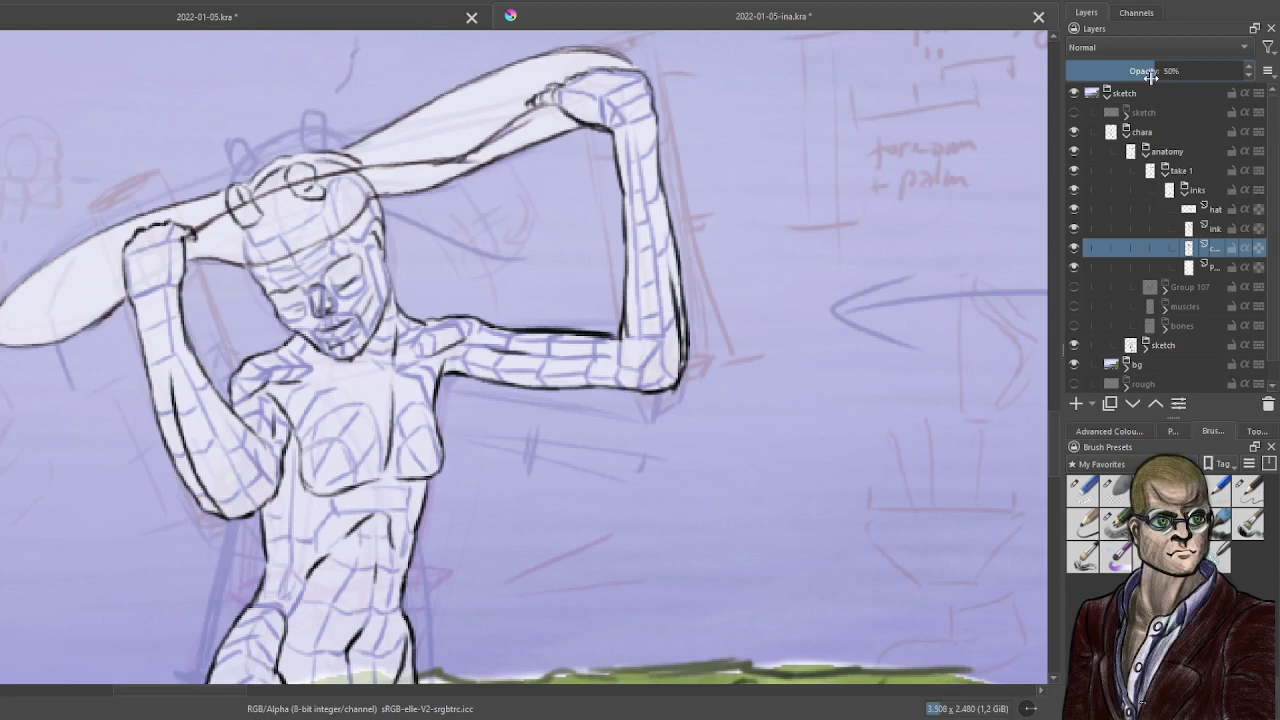 2022-01-05.kra *
2022-01-05-ina.kra *
Layers
Channels
Layers
Normal
Opacity: 50%
sketch
sketch
chara
anatomy
take 1
inks
hat
ink
c...
P...
Group 107
muscles
bones
sketch
bg
rough
Advanced Colou...
P...
Brus...
Too...
Brush Presets
★ My Favorites
Tag
forearm
+ palm
RGB/Alpha (8-bit integer/channel) sRGB-elle-V2-srgbtrc.icc
3.508 x 2.480 (1,2 GiB)